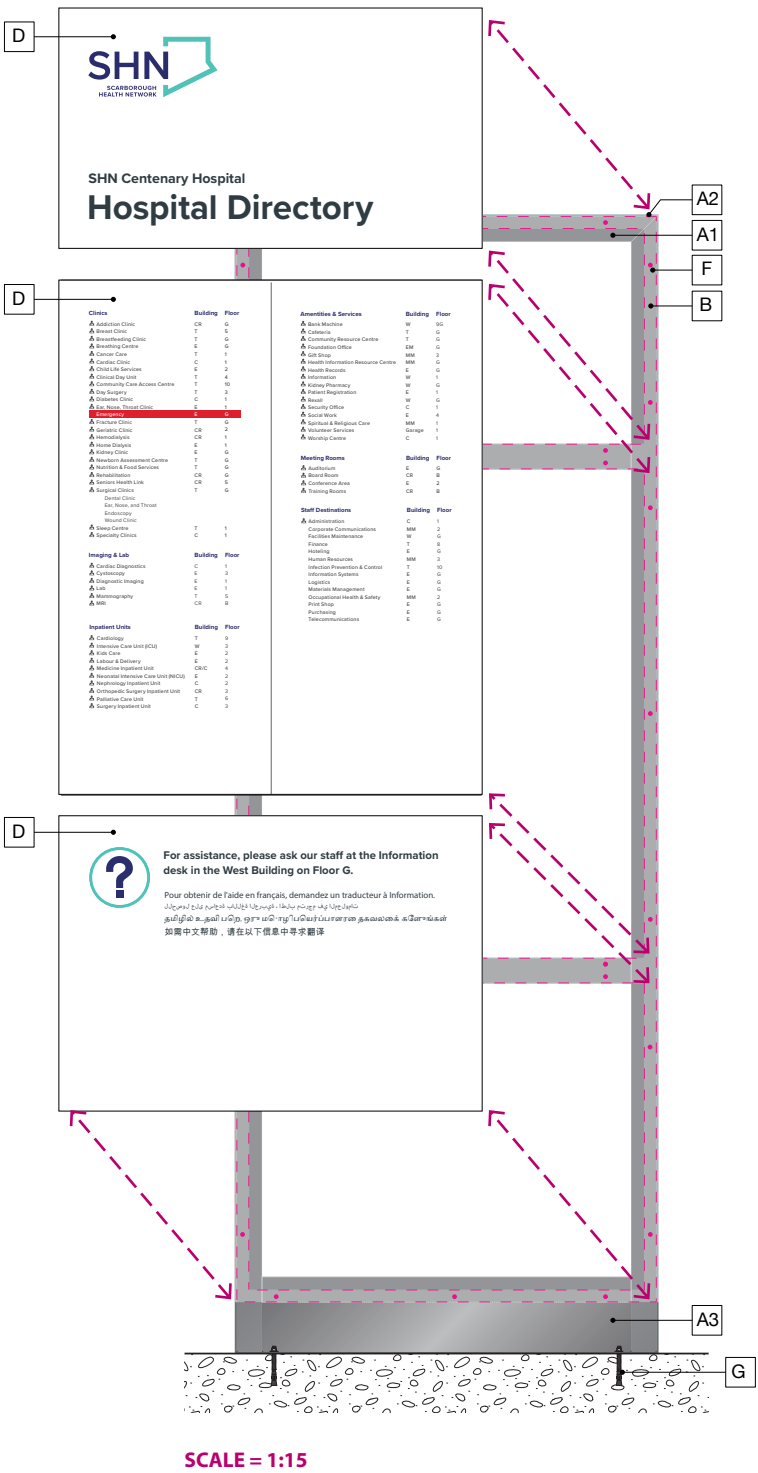 D
SHN
SCARBOROUGH
HEALTH NETWORK
SHN Centenary Hospital
Hospital Directory
A2
A1
F
B
D
Clinics Building Floor
Addiction Clinic CR G
Breast Clinic T 5
Breastfeeding Clinic T G
Breathing Centre E G
Cancer Care T 1
Cardiac Clinic C 1
Child Life Services E 2
Clinical Day Unit T 4
Community Care Access Centre T 10
Day Surgery T 3
Diabetes Clinic C 1
Ear, Nose, Throat Clinic E 1
Emergency E G
Fracture Clinic T G
Geriatric Clinic CR 2
Hemodialysis CR 1
Home Dialysis E 1
Kidney Clinic E G
Newborn Assessment Centre T G
Nutrition & Food Services T G
Rehabilitation CR G
Seniors Health Link CR S
Surgical Clinics T G
Dental Clinic
Ear, Nose, and Throat
Endoscopy
Wound Clinic
Sleep Centre T 1
Specialty Clinics C 1
Imaging & Lab Building Floor
Cardiac Diagnostics C 1
Cystoscopy E 3
Diagnostic Imaging E 1
Lab E 1
Mammography T 5
MRI CR B
Inpatient Units Building Floor
Cardiology T 9
Intensive Care Unit (ICU) W 3
Kids Care E 2
Labour & Delivery E 2
Medicine Inpatient Unit CR/C 4
Neonatal Intensive Care Unit (NICU) E 2
Nephrology Inpatient Unit C 2
Orthopedic Surgery Inpatient Unit CR 3
Palliative Care Unit T 6
Surgery Inpatient Unit C 3
Amentities & Services Building Floor
Bank Machine W SG
Cafeteria T G
Community Resource Centre T G
Foundation Office EM G
Gift Shop MM 3
Health Information Resource Centre MM G
Health Records E G
Information W 1
Kidney Pharmacy W G
Patient Registration E 1
Rexall W G
Security Office C 1
Social Work E 4
Spiritual & Religious Care MM 1
Volunteer Services Garage 1
Worship Centre C 1
Meeting Rooms Building Floor
Auditorium E G
Board Room CR B
Conference Area E 2
Training Rooms CR B
Staff Destinations Building Floor
Administration C 1
Corporate Communications MM 2
Facilities Maintenance W G
Finance T 8
Hoteling E G
Human Resources MM 3
Infection Prevention & Control T 10
Information Systems E G
Logistics E G
Materials Management E G
Occupational Health & Safety MM 2
Print Shop E G
Purchasing E G
Telecommunications E G
D
?
For assistance, please ask our staff at the Information
desk in the West Building on Floor G.
Pour obtenir de l'aide en français, demandez un traducteur à Information.
تامولعملا يف مجرتم بلطا ، ةيبرعلا ةغللاب ةدعاسم ىلع لوصحلل
தமிழில் உதவி பெற, ஒரு மொழிபெயர்ப்பாளரை தகவலைக் கேளுங்கள்
如需中文帮助，请在以下信息中寻求翻译
A3
G
SCALE = 1:15